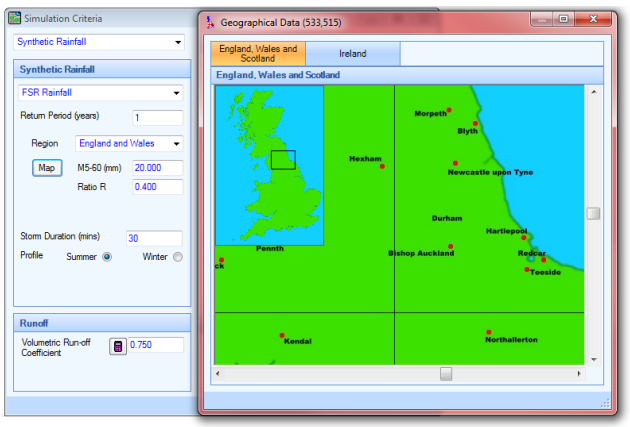 Simulation Criteria
Synthetic Rainfall
Synthetic Rainfall
FSR Rainfall
Return Period (years) 1
Region England and Wales
Map M5-60 (mm) 20.000
Ratio R 0.400
Storm Duration (mins) 30
Profile Summer Winter
Runoff
Volumetric Run-off Coefficient 0.750
Geographical Data (533,515)
England, Wales and Scotland
Ireland
England, Wales and Scotland
Morpeth
Blyth
Hexham
Newcastle upon Tyne
Durham
Hartlepool
Pennth
Bishop Auckland
Redcar
ck
Teeside
Kendal
Northallerton